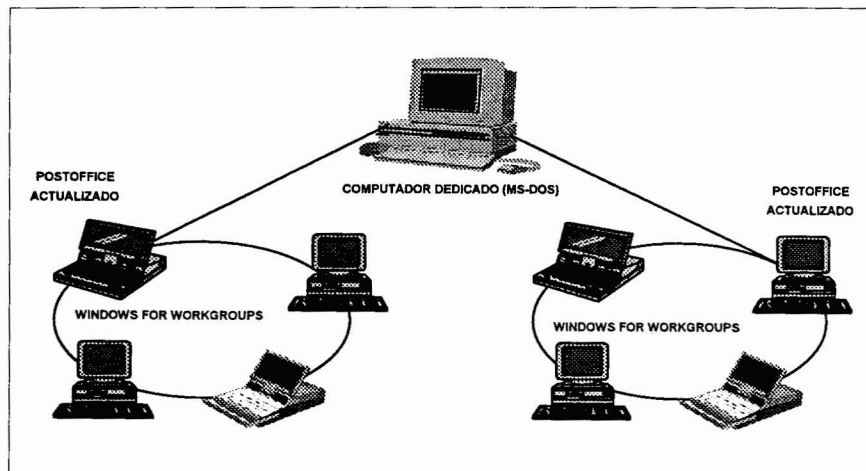 COMPUTADOR DEDICADO (MS-DOS)
POSTOFFICE
ACTUALIZADO
POSTOFFICE
ACTUALIZADO
WINDOWS FOR WORKGROUPS
WINDOWS FOR WORKGROUPS